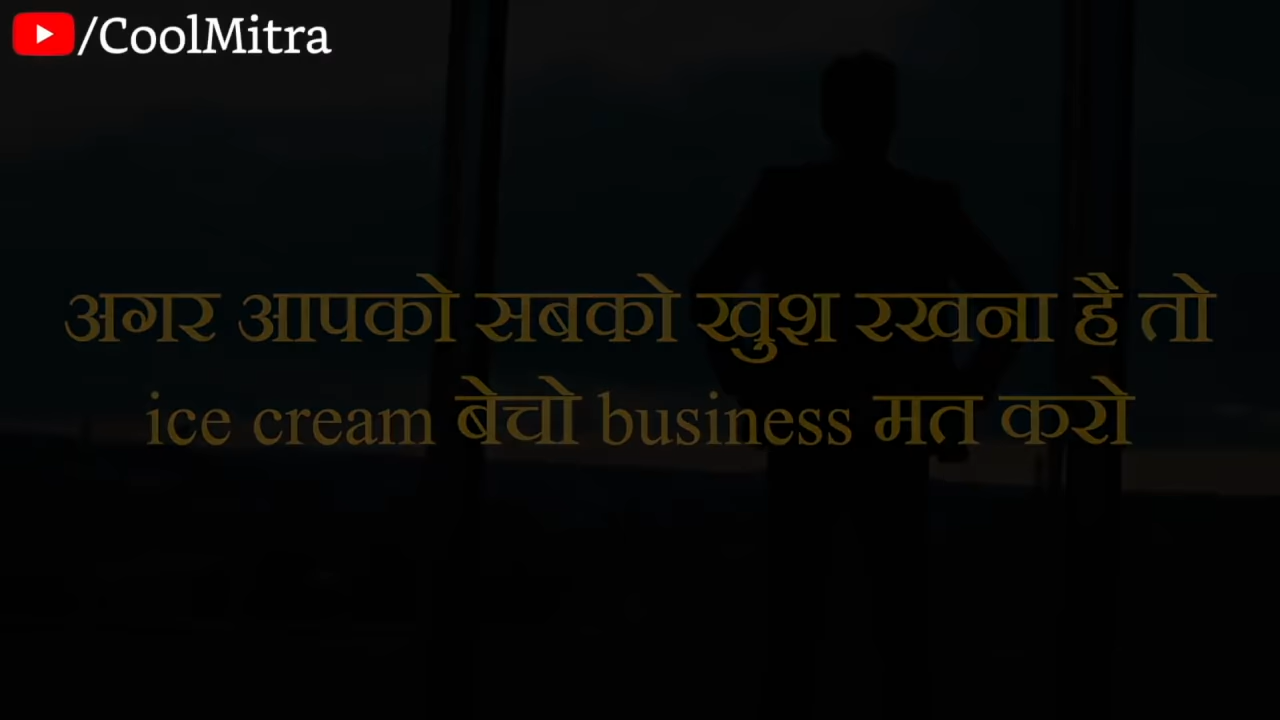 /CoolMitra
अगर आपको सबको खुश रखना है तो
ice cream बेचो business मत करो